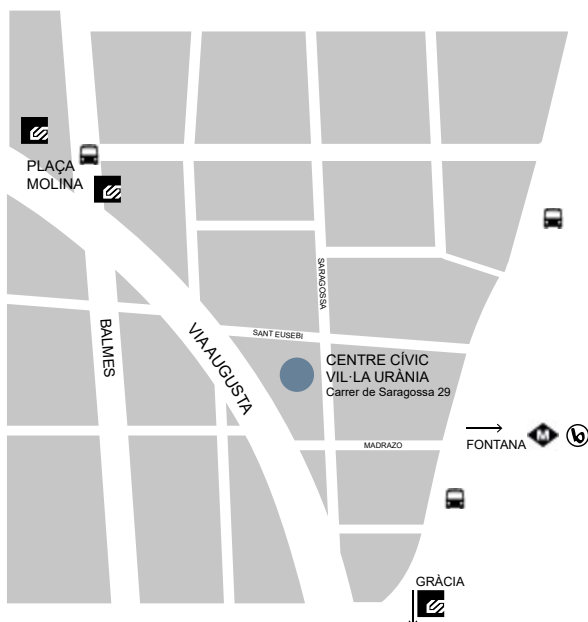 PLAÇA
MOLINA
SARAGOSSA
BALMES
VIA AUGUSTA
SANT EUSEBI
CENTRE CÍVIC
VIL·LA URÀNIA
Carrer de Saragossa 29
MADRAZO
FONTANA
M
GRÀCIA